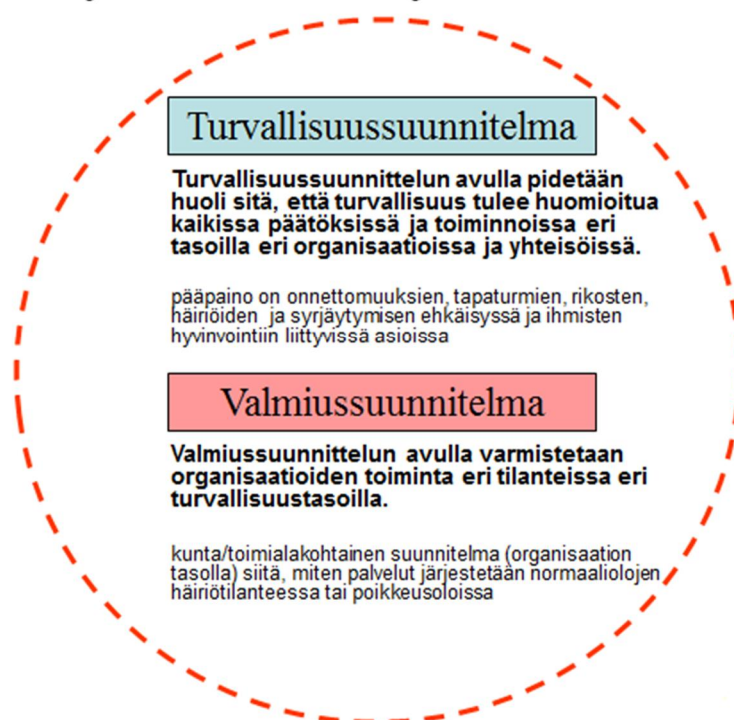 Turvallisuussuunnitelma
Turvallisuussuunnittelun avulla pidetään
huoli sitä, että turvallisuus tulee huomioitua
kaikissa päätöksissä ja toiminnoissa eri
tasoilla eri organisaatioissa ja yhteisöissä.
pääpaino on onnettomuuksien, tapaturmien, rikosten,
häiriöiden ja syrjäytymisen ehkäisyssä ja ihmisten
hyvinvointiin liittyvissä asioissa
Valmiussuunnitelma
Valmiussuunnittelun avulla varmistetaan
organisaatioiden toiminta eri tilanteissa eri
turvallisuustasoilla.
kunta/toimialakohtainen suunnitelma (organisaation
tasolla) siitä, miten palvelut järjestetään normaaliolojen
häiriötilanteessa tai poikkeusoloissa